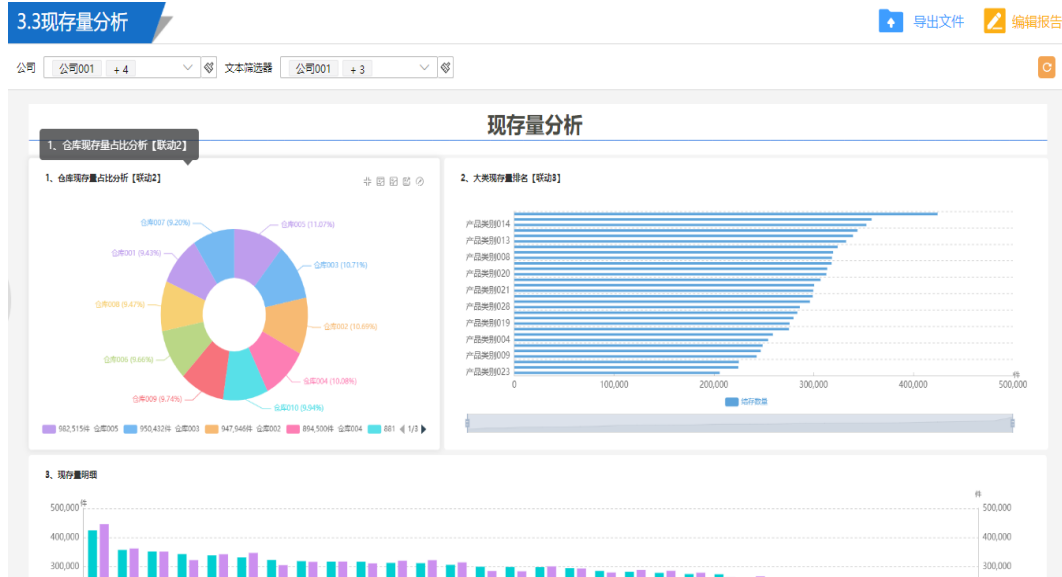 3.3现存量分析
导出文件
编辑报告
公司 公司001 + 4 文本筛选器 公司001 + 3
现存量分析
1、仓库现存量占比分析【联动2】
1、仓库现存量占比分析【联动2】
仓库007 (9.20%)
仓库005 (11.07%)
仓库001 (9.43%)
仓库003 (10.71%)
仓库008 (9.47%)
仓库002 (10.69%)
仓库006 (9.66%)
仓库004 (10.08%)
仓库009 (9.74%)
仓库010 (9.94%)
982,515件 仓库005 950,432件 仓库003 947,946件 仓库002 894,500件 仓库004 881 1/3
2、大类现存量排名【联动3】
产品类别014
产品类别013
产品类别008
产品类别020
产品类别021
产品类别028
产品类别019
产品类别004
产品类别009
产品类别023
件
0 100,000 200,000 300,000 400,000 500,000
结存数量
3、现存量明细
件 件
500,000 500,000
400,000 400,000
300,000 300,000